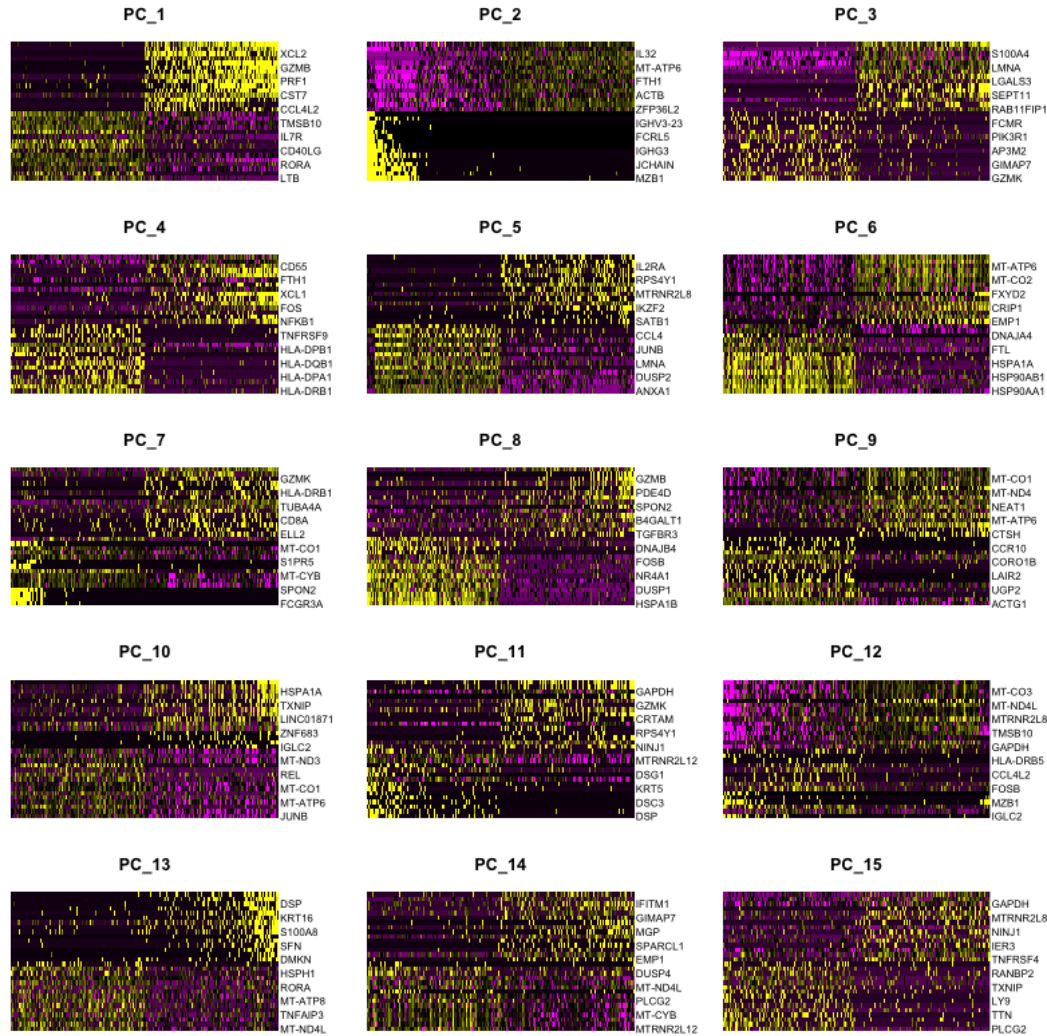 PC_1
XCL2
GZMB
PRF1
CST7
CCL4L2
TMSB10
IL7R
CD40LG
RORA
LTB
PC_2
IL32
MT-ATP6
FTH1
ACTB
ZFP36L2
IGHV3-23
FCRL5
IGHG3
JCHAIN
MZB1
PC_3
S100A4
LMNA
LGALS3
SEPT11
RAB11FIP1
FCMR
PIK3R1
AP3M2
GIMAP7
GZMK
PC_4
CD55
FTH1
XCL1
FOS
NFKB1
TNFRSF9
HLA-DPB1
HLA-DQB1
HLA-DPA1
HLA-DRB1
PC_5
IL2RA
RPS4Y1
MTRNR2L8
IKZF2
SATB1
CCL4
JUNB
LMNA
DUSP2
ANXA1
PC_6
MT-ATP6
MT-CO2
FXYD2
CRIP1
EMP1
DNAJA4
FTL
HSPA1A
HSP90AB1
HSP90AA1
PC_7
GZMK
HLA-DRB1
TUBA4A
CD8A
ELL2
MT-CO1
S1PR5
MT-CYB
SPON2
FCGR3A
PC_8
GZMB
PDE4D
SPON2
B4GALT1
TGFBR3
DNAJB4
FOSB
NR4A1
DUSP1
HSPA1B
PC_9
MT-CO1
MT-ND4
NEAT1
MT-ATP6
CTSH
CCR10
CORO1B
LAIR2
UGP2
ACTG1
PC_10
HSPA1A
TXNIP
LINC01871
ZNF683
IGLC2
MT-ND3
REL
MT-CO1
MT-ATP6
JUNB
PC_11
GAPDH
GZMK
CRTAM
RPS4Y1
NINJ1
MTRNR2L12
DSG1
KRT5
DSC3
DSP
PC_12
MT-CO3
MT-ND4L
MTRNR2L8
TMSB10
GAPDH
HLA-DRB5
CCL4L2
FOSB
MZB1
IGLC2
PC_13
DSP
KRT16
S100A8
SFN
DMKN
HSPH1
RORA
MT-ATP8
TNFAIP3
MT-ND4L
PC_14
IFITM1
GIMAP7
MGP
SPARCL1
EMP1
DUSP4
MT-ND4L
PLCG2
MT-CYB
MTRNR2L12
PC_15
GAPDH
MTRNR2L8
NINJ1
IER3
TNFRSF4
RANBP2
TXNIP
LY9
TTN
PLCG2